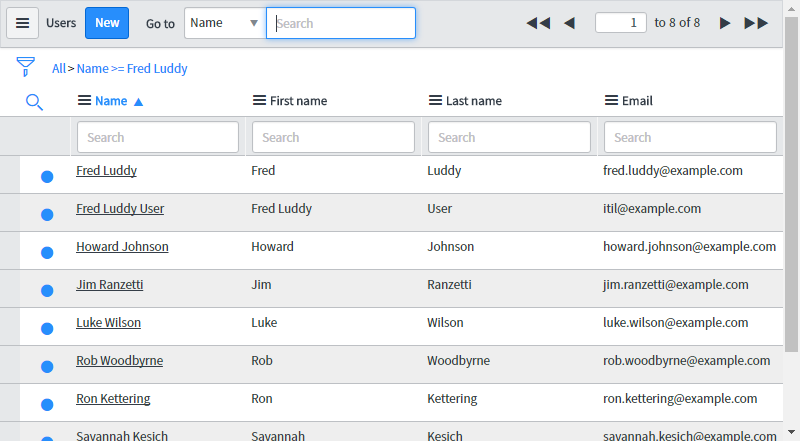 Users New Go to Name Search 1 to 8 of 8
All > Name >= Fred Luddy
Name First name Last name Email
Search Search Search Search
Fred Luddy Fred Luddy fred.luddy@example.com
Fred Luddy User Fred Luddy User itil@example.com
Howard Johnson Howard Johnson howard.johnson@example.com
Jim Ranzetti Jim Ranzetti jim.ranzetti@example.com
Luke Wilson Luke Wilson luke.wilson@example.com
Rob Woodbyrne Rob Woodbyrne rob.woodbyrne@example.com
Ron Kettering Ron Kettering ron.kettering@example.com
Savannah Kesich Savannah Kesich savannah.kesich@example.com